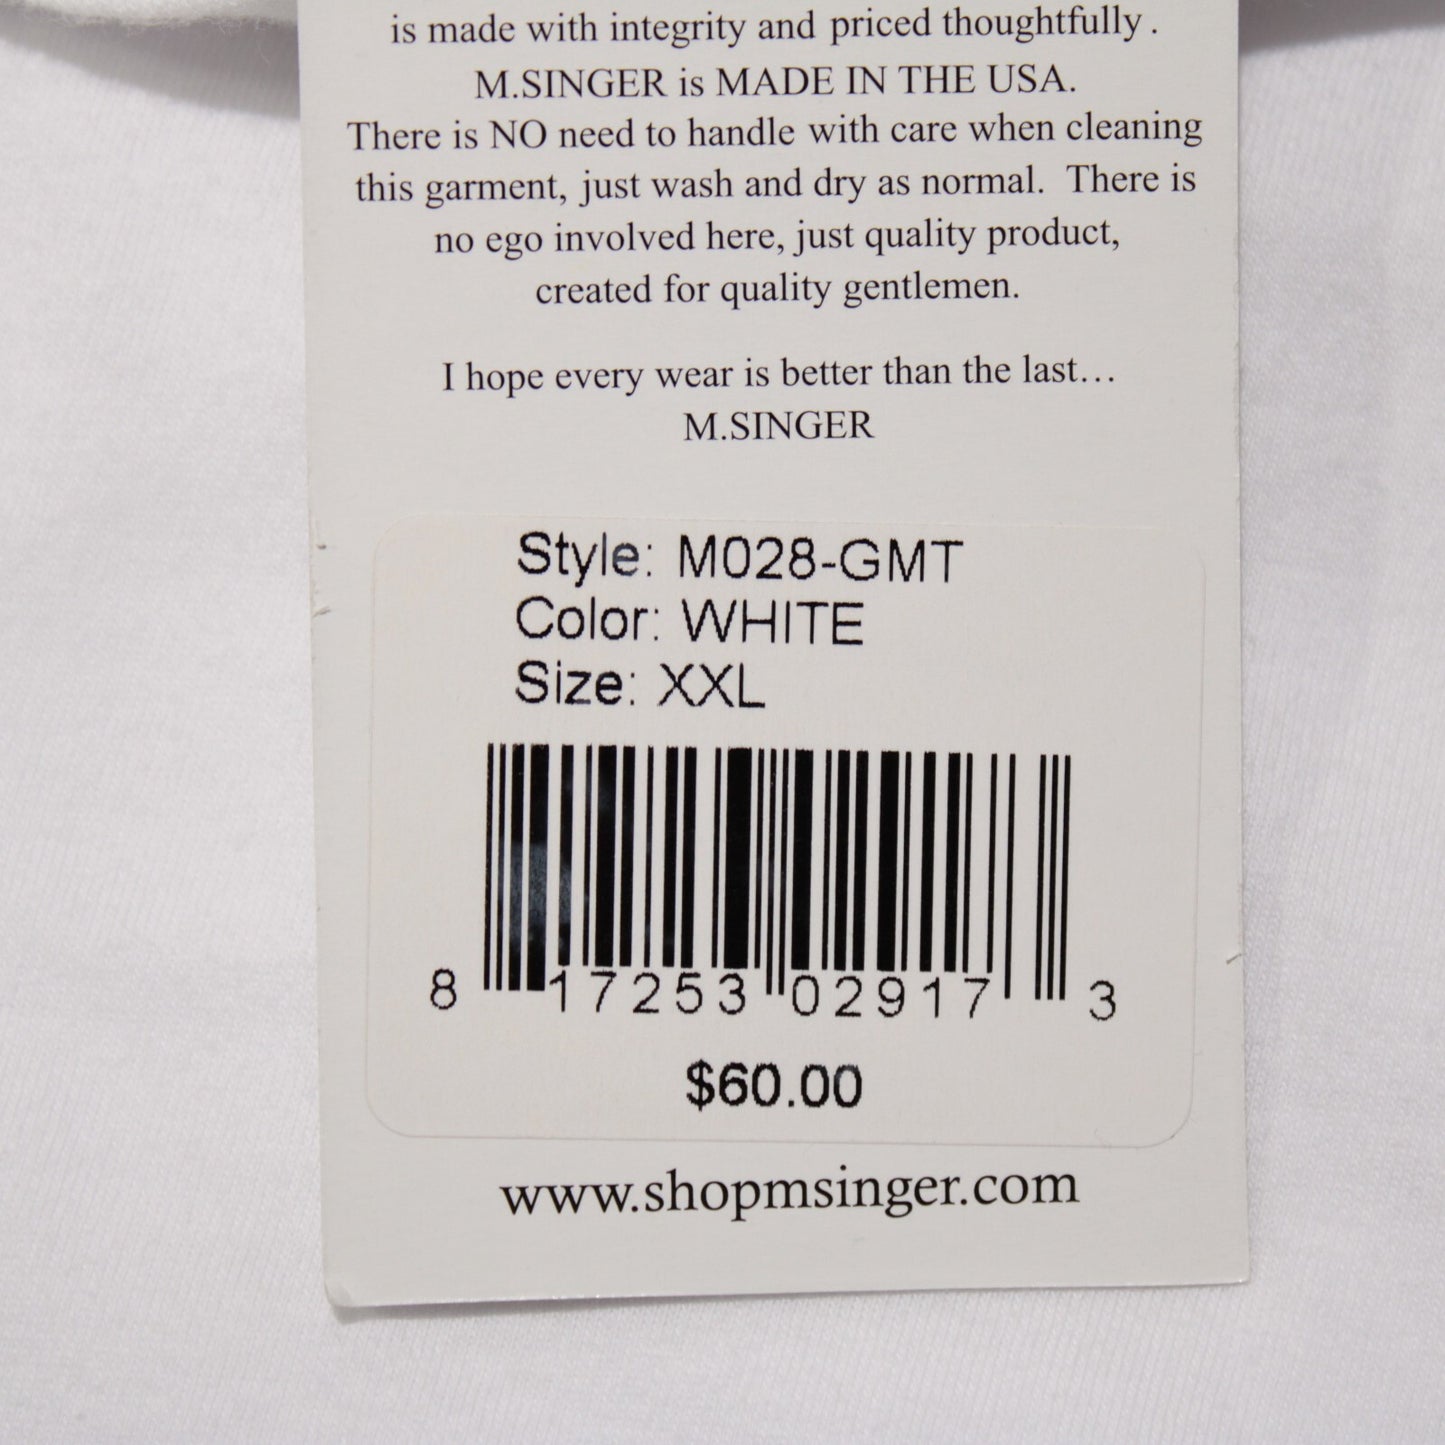 is made with integrity and priced thoughtfully .
M.SINGER is MADE IN THE USA.
There is NO need to handle with care when cleaning
this garment, just wash and dry as normal.  There is
no ego involved here, just quality product,
created for quality gentlemen.
I hope every wear is better than the last…
M.SINGER
Style: M028-GMT
Color: WHITE
Size: XXL
8 17253 02917 3
$60.00
www.shopmsinger.com